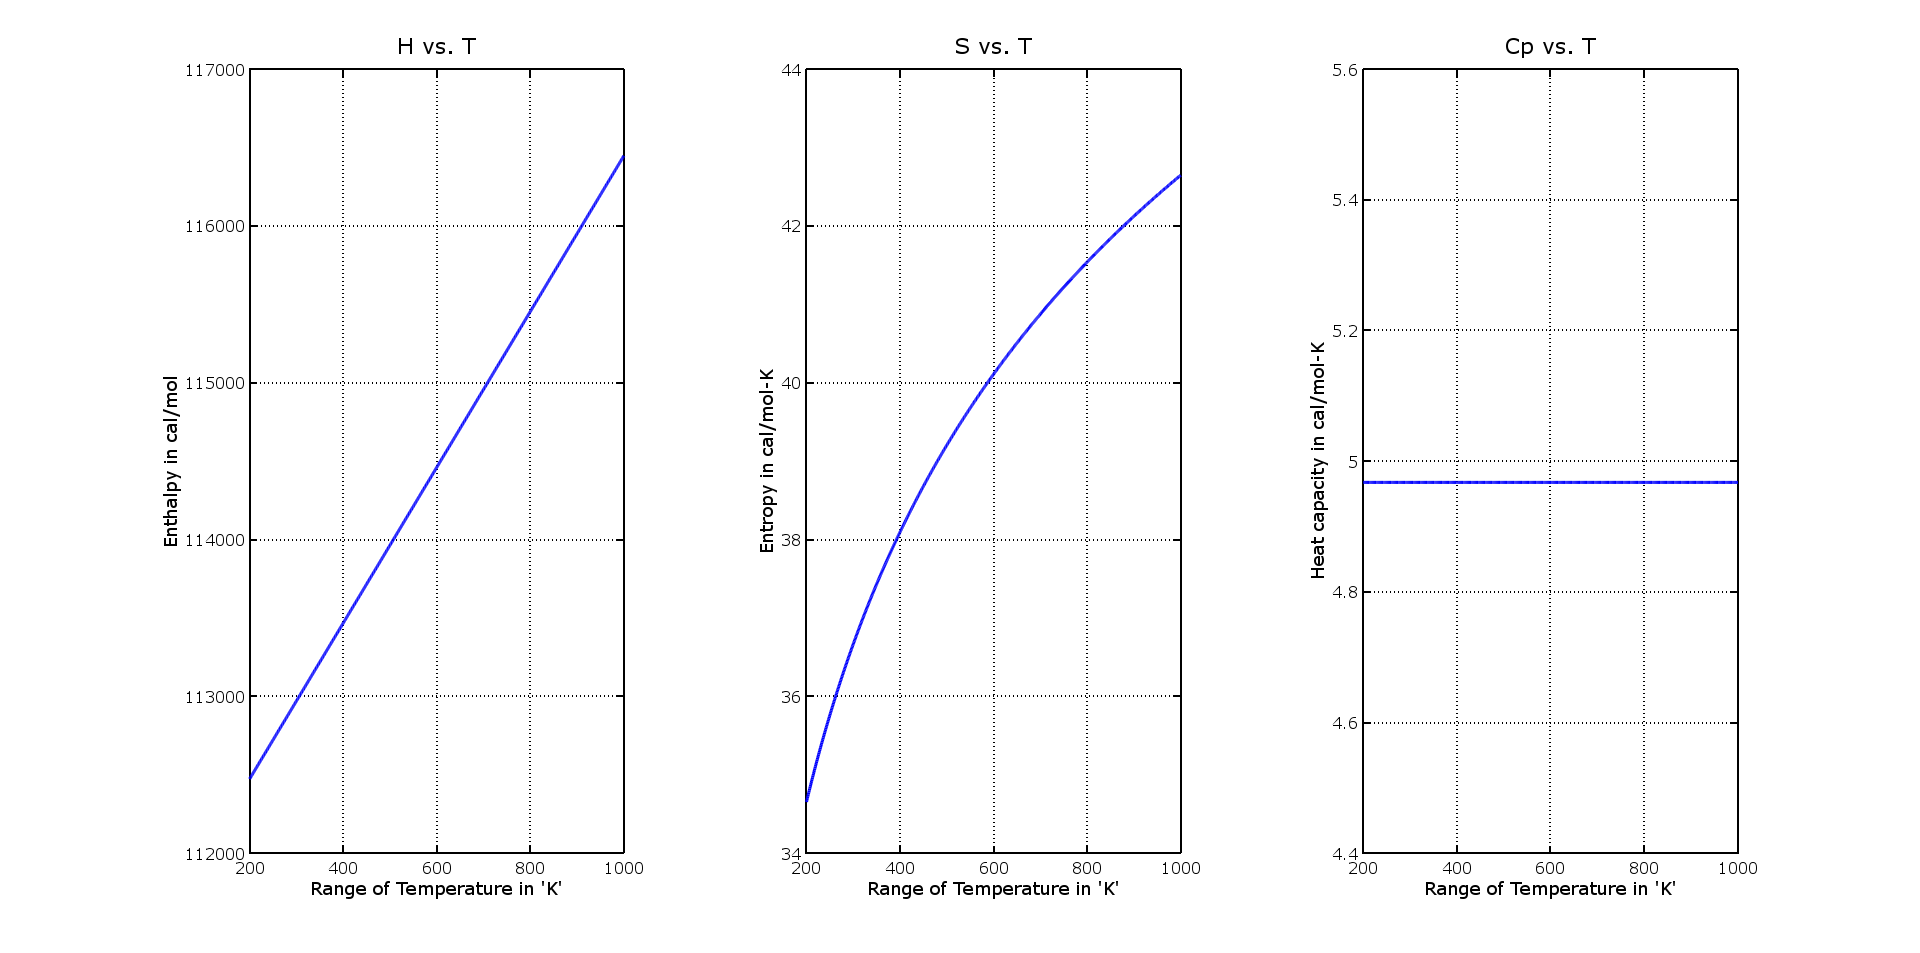 H vs. T
117000
116000
115000
114000
113000
112000
Enthalpy in cal/mol
200 400 600 800 1000
Range of Temperature in 'K'
S vs. T
44
42
40
38
36
34
Entropy in cal/mol-K
200 400 600 800 1000
Range of Temperature in 'K'
Cp vs. T
5.6
5.4
5.2
5
4.8
4.6
4.4
Heat capacity in cal/mol-K
200 400 600 800 1000
Range of Temperature in 'K'